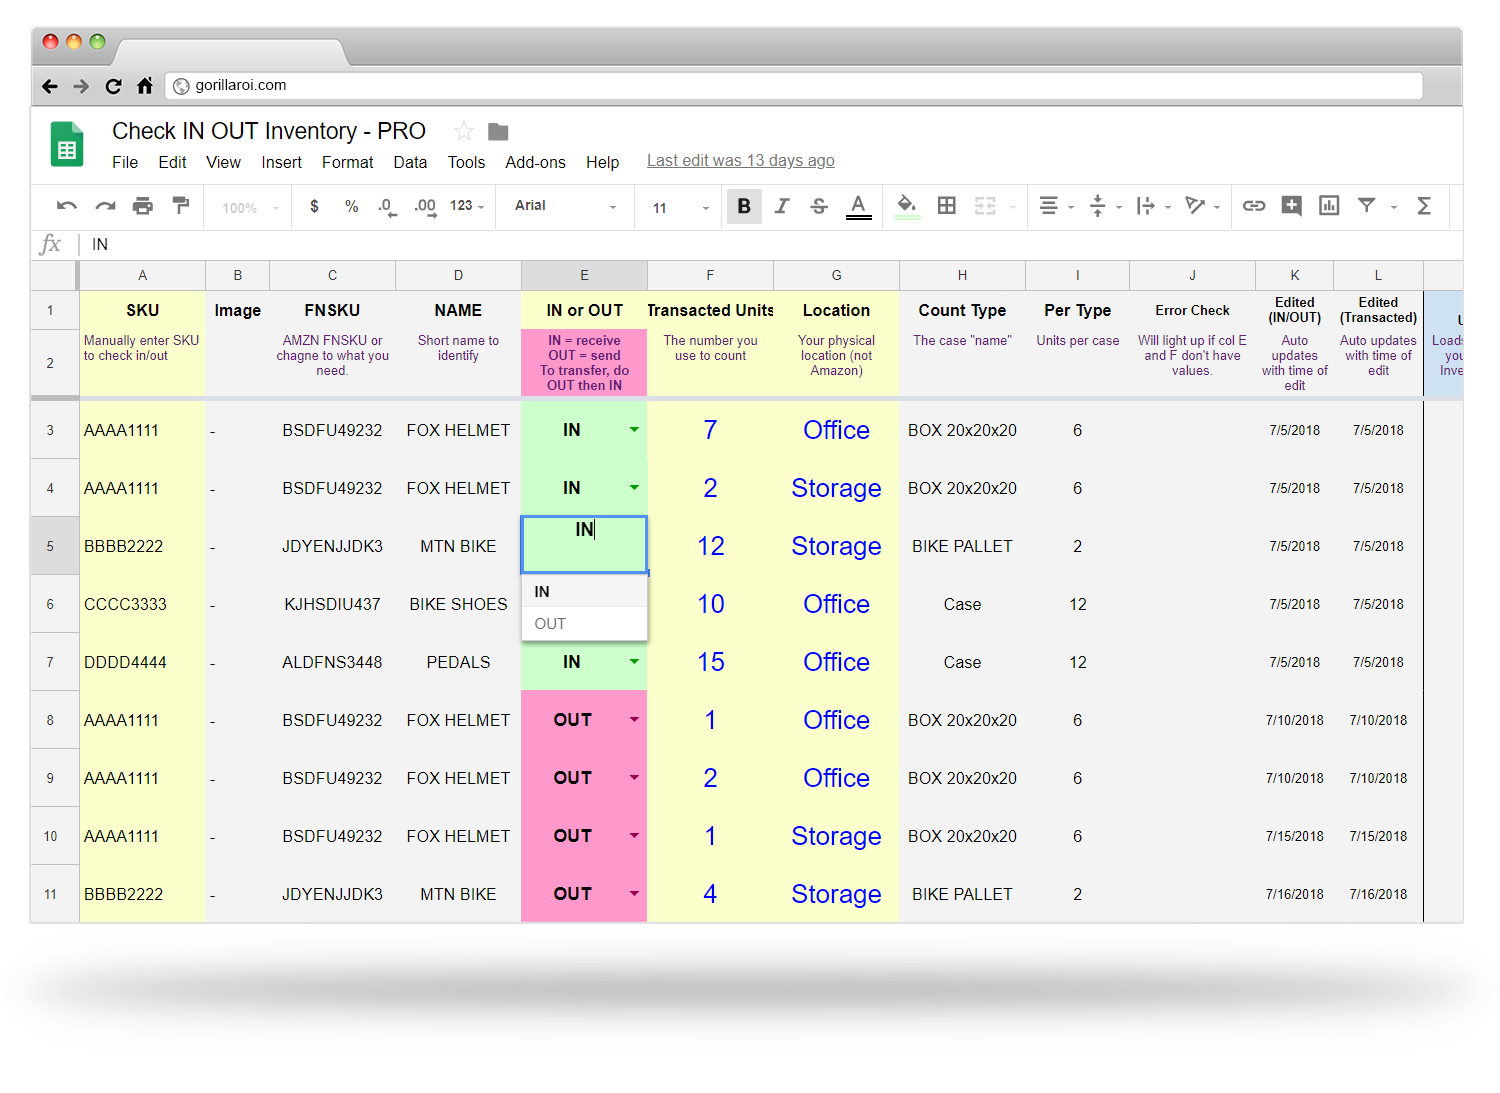 gorillaroi.com
Check IN OUT Inventory - PRO
File Edit View Insert Format Data Tools Add-ons Help Last edit was 13 days ago
100% $ % .0 .00 123 Arial 11 B I S A Σ
fx IN
A B C D E F G H I J K L
1 SKU Image FNSKU NAME IN or OUT Transacted Units Location Count Type Per Type Error Check Edited (IN/OUT) Edited (Transacted)
2 Manually enter SKU to check in/out AMZN FNSKU or chagne to what you need. Short name to identify IN = receive OUT = send To transfer, do OUT then IN The number you use to count Your physical location (not Amazon) The case "name" Units per case Will light up if col E and F don't have values. Auto updates with time of edit Auto updates with time of edit
3 AAAA1111 - BSDFU49232 FOX HELMET IN 7 Office BOX 20x20x20 6 7/5/2018 7/5/2018
4 AAAA1111 - BSDFU49232 FOX HELMET IN 2 Storage BOX 20x20x20 6 7/5/2018 7/5/2018
5 BBBB2222 - JDYENJJDK3 MTN BIKE IN 12 Storage BIKE PALLET 2 7/5/2018 7/5/2018
6 CCCC3333 - KJHSDIU437 BIKE SHOES IN 10 Office Case 12 7/5/2018 7/5/2018
OUT
7 DDDD4444 - ALDFNS3448 PEDALS IN 15 Office Case 12 7/5/2018 7/5/2018
8 AAAA1111 - BSDFU49232 FOX HELMET OUT 1 Office BOX 20x20x20 6 7/10/2018 7/10/2018
9 AAAA1111 - BSDFU49232 FOX HELMET OUT 2 Office BOX 20x20x20 6 7/10/2018 7/10/2018
10 AAAA1111 - BSDFU49232 FOX HELMET OUT 1 Storage BOX 20x20x20 6 7/15/2018 7/15/2018
11 BBBB2222 - JDYENJJDK3 MTN BIKE OUT 4 Storage BIKE PALLET 2 7/16/2018 7/16/2018